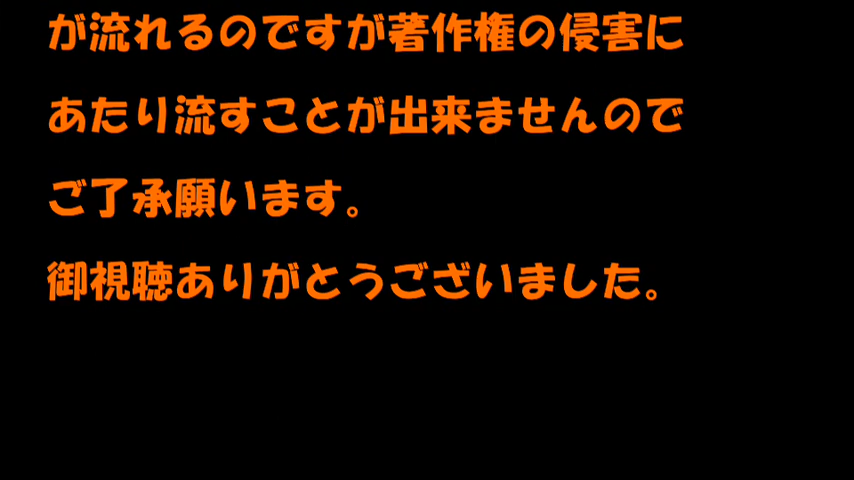 が流れるのですが著作権の侵害に
あたり流すことが出来ませんので
ご了承願います。
御視聴ありがとうございました。